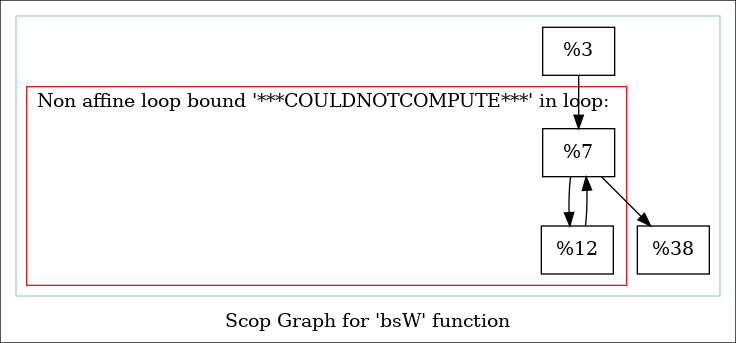 %3
Non affine loop bound '***COULDNOTCOMPUTE***' in loop:
%7
%12
%38
Scop Graph for 'bsW' function